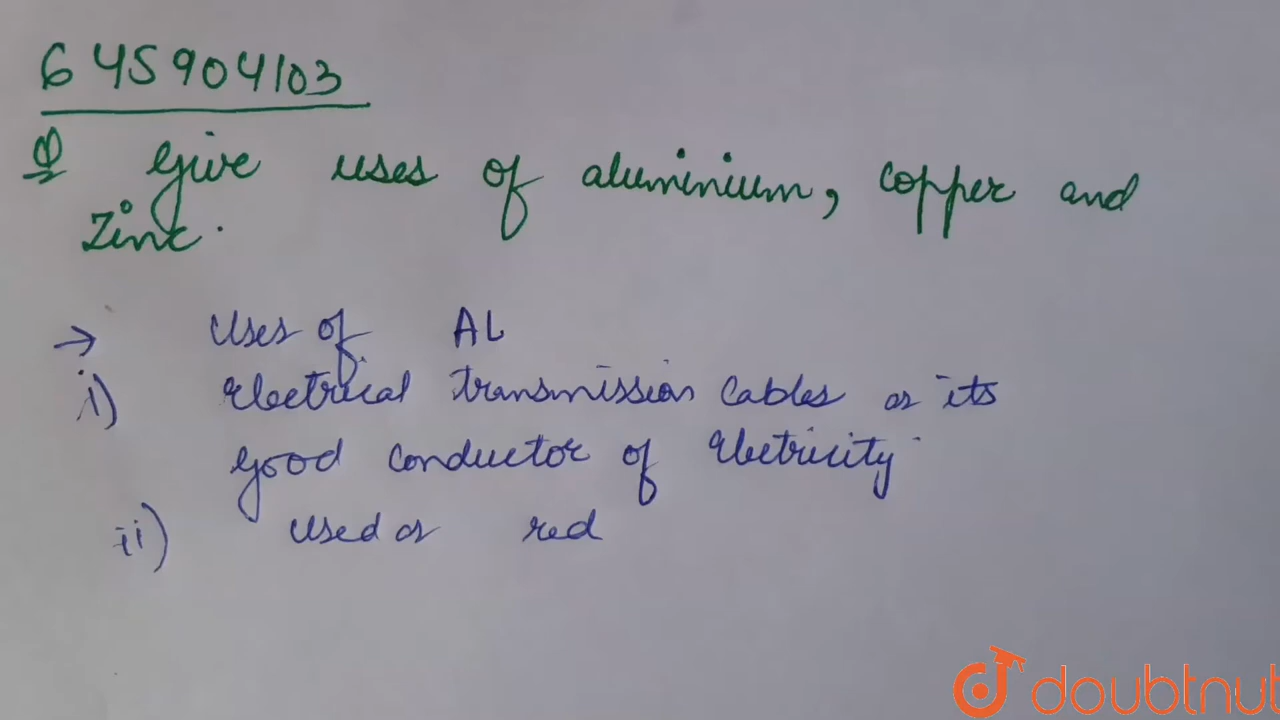 645904103
Q Give uses of aluminium, copper and
Zinc.
→ Uses of AL
i) Electrical transmission cables as its
good conductor of Electricity
ii) used as red
doubtnut